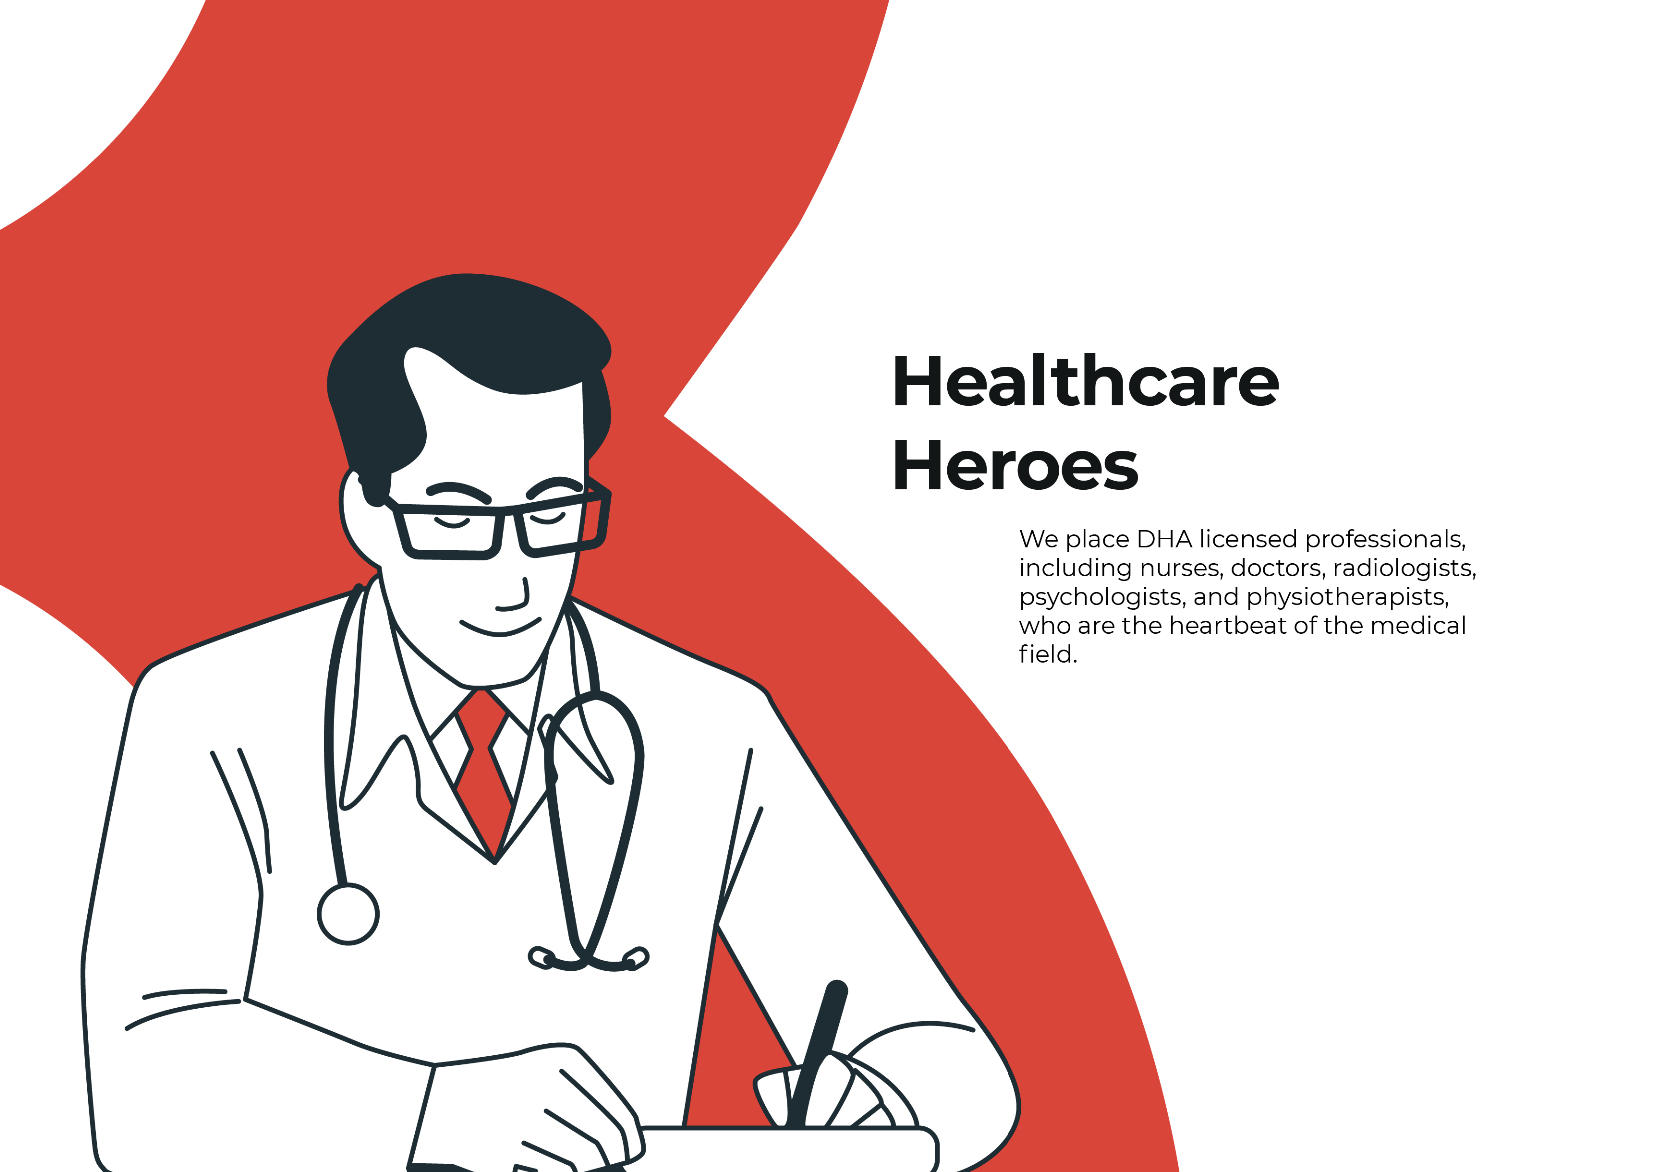 Healthcare
Heroes
We place DHA licensed professionals,
including nurses, doctors, radiologists,
psychologists, and physiotherapists,
who are the heartbeat of the medical
field.